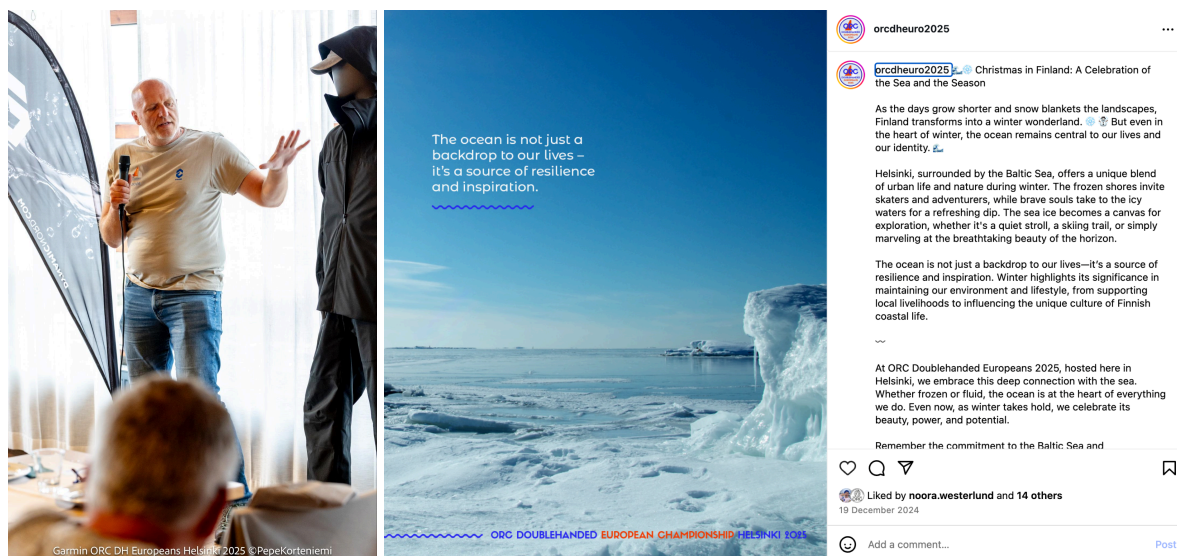 DYNAMICNORD.COM
Garmin ORC DH Europeans Helsinki 2025 ©PepeKorteniemi
The ocean is not just a
backdrop to our lives –
it's a source of resilience
and inspiration.
ORC DOUBLEHANDED EUROPEAN CHAMPIONSHIP HELSINKI 2025
orcdheuro2025
orcdheuro2025🌊❄️ Christmas in Finland: A Celebration of
the Sea and the Season
As the days grow shorter and snow blankets the landscapes,
Finland transforms into a winter wonderland. ❄️ ☃️ But even in
the heart of winter, the ocean remains central to our lives and
our identity. 🌊
Helsinki, surrounded by the Baltic Sea, offers a unique blend
of urban life and nature during winter. The frozen shores invite
skaters and adventurers, while brave souls take to the icy
waters for a refreshing dip. The sea ice becomes a canvas for
exploration, whether it's a quiet stroll, a skiing trail, or simply
marveling at the breathtaking beauty of the horizon.
The ocean is not just a backdrop to our lives—it's a source of
resilience and inspiration. Winter highlights its significance in
maintaining our environment and lifestyle, from supporting
local livelihoods to influencing the unique culture of Finnish
coastal life.
〰️
At ORC Doublehanded Europeans 2025, hosted here in
Helsinki, we embrace this deep connection with the sea.
Whether frozen or fluid, the ocean is at the heart of everything
we do. Even now, as winter takes hold, we celebrate its
beauty, power, and potential.
Remember the commitment to the Baltic Sea and
Liked by noora.westerlund and 14 others
19 December 2024
Add a comment...
Post